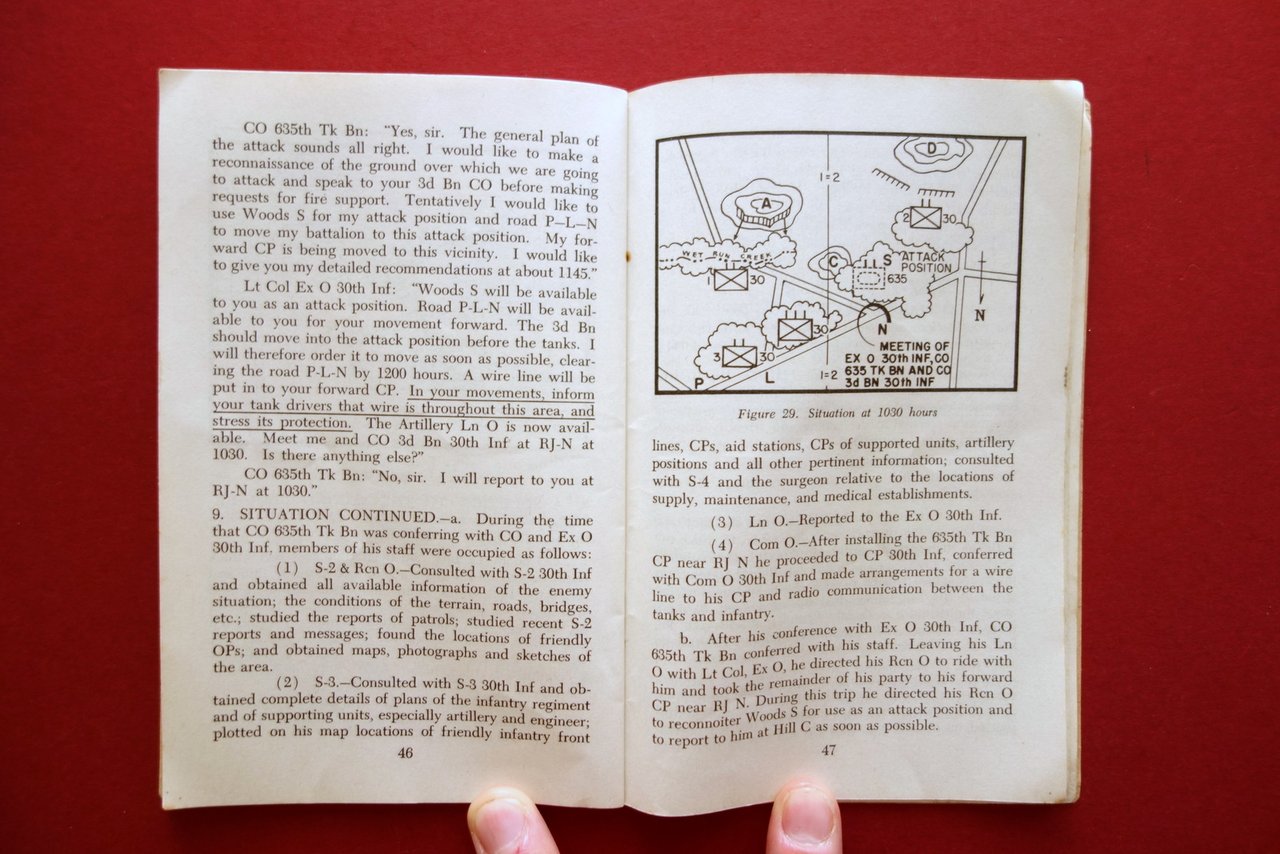 CO 635th Tk Bn: "Yes, sir. The general plan of
the attack sounds all right. I would like to make a
reconnaissance of the ground over which we are going
to attack and speak to your 3d Bn CO before making
requests for fire support. Tentatively I would like to
use Woods S for my attack position and road P—L—N
to move my battalion to this attack position. My for-
ward CP is being moved to this vicinity. I would like
to give you my detailed recommendations at about 1145."
Lt Col Ex O 30th Inf: "Woods S will be available
to you as an attack position. Road P-L-N will be avail-
able to you for your movement forward. The 3d Bn
should move into the attack position before the tanks. I
will therefore order it to move as soon as possible, clear-
ing the road P-L-N by 1200 hours. A wire line will be
put in to your forward CP. In your movements, inform
your tank drivers that wire is throughout this area, and
stress its protection. The Artillery Ln O is now avail-
able. Meet me and CO 3d Bn 30th Inf at RJ-N at
1030. Is there anything else?"
CO 635th Tk Bn: "No, sir. I will report to you at
RJ-N at 1030."
9. SITUATION CONTINUED.—a. During the time
that CO 635th Tk Bn was conferring with CO and Ex O
30th Inf. members of his staff were occupied as follows:
(1) S-2 & Rcn O.—Consulted with S-2 30th Inf
and obtained all available information of the enemy
situation; the conditions of the terrain, roads, bridges,
etc.; studied the reports of patrols; studied recent S-2
reports and messages; found the locations of friendly
OPs; and obtained maps, photographs and sketches of
the area.
(2) S-3.—Consulted with S-3 30th Inf and ob-
tained complete details of plans of the infantry regiment
and of supporting units, especially artillery and engineer;
plotted on his map locations of friendly infantry front
46
D
1=2
A
2 30
WET RUN CREEK
C
S ATTACK
POSITION
635
1 30
N
30
N
3 30
MEETING OF
EX O 30th INF, CO
635 TK BN AND CO
3d BN 30th INF
P L
1=2
Figure 29. Situation at 1030 hours
lines, CPs, aid stations, CPs of supported units, artillery
positions and all other pertinent information; consulted
with S-4 and the surgeon relative to the locations of
supply, maintenance, and medical establishments.
(3) Ln O.—Reported to the Ex O 30th Inf.
(4) Com O.—After installing the 635th Tk Bn
CP near RJ N he proceeded to CP 30th Inf, conferred
with Com O 30th Inf and made arrangements for a wire
line to his CP and radio communication between the
tanks and infantry.
b. After his conference with Ex O 30th Inf, CO
635th Tk Bn conferred with his staff. Leaving his Ln
O with Lt Col, Ex O, he directed his Rcn O to ride with
him and took the remainder of his party to his forward
CP near RJ N. During this trip he directed his Rcn O
to reconnoiter Woods S for use as an attack position and
to report to him at Hill C as soon as possible.
47